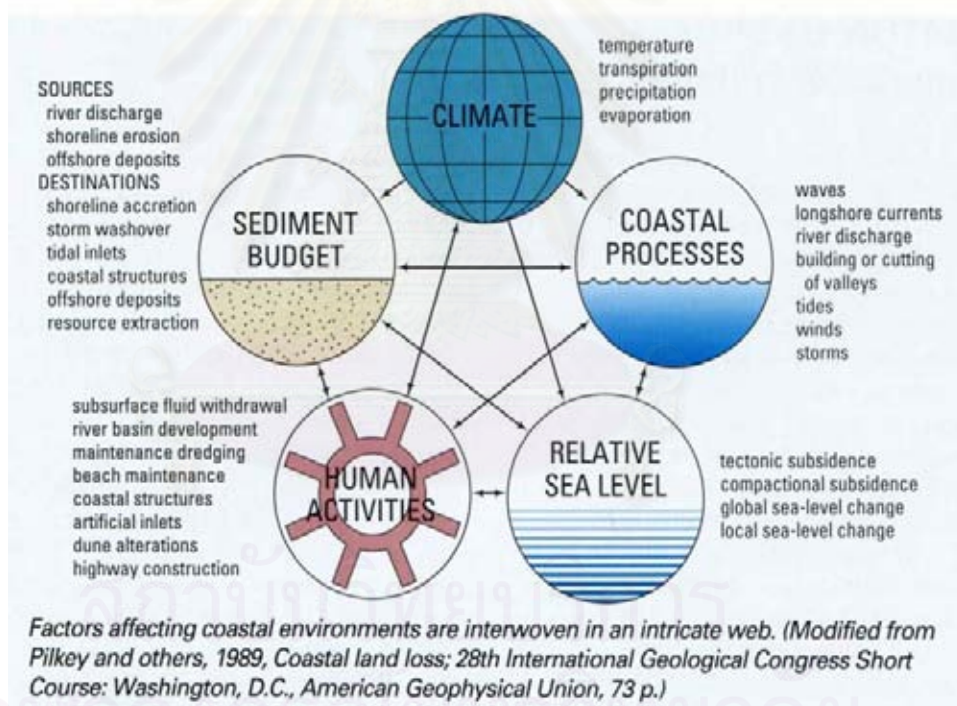 CLIMATE
temperature
transpiration
precipitation
evaporation
SOURCES
river discharge
shoreline erosion
offshore deposits
DESTINATIONS
shoreline accretion
storm washover
tidal inlets
coastal structures
offshore deposits
resource extraction
SEDIMENT
BUDGET
COASTAL
PROCESSES
waves
longshore currents
river discharge
building or cutting
of valleys
tides
winds
storms
subsurface fluid withdrawal
river basin development
maintenance dredging
beach maintenance
coastal structures
artificial inlets
dune alterations
highway construction
HUMAN
ACTIVITIES
RELATIVE
SEA LEVEL
tectonic subsidence
compactional subsidence
global sea-level change
local sea-level change
Factors affecting coastal environments are interwoven in an intricate web. (Modified from
Pilkey and others, 1989, Coastal land loss; 28th International Geological Congress Short
Course: Washington, D.C., American Geophysical Union, 73 p.)